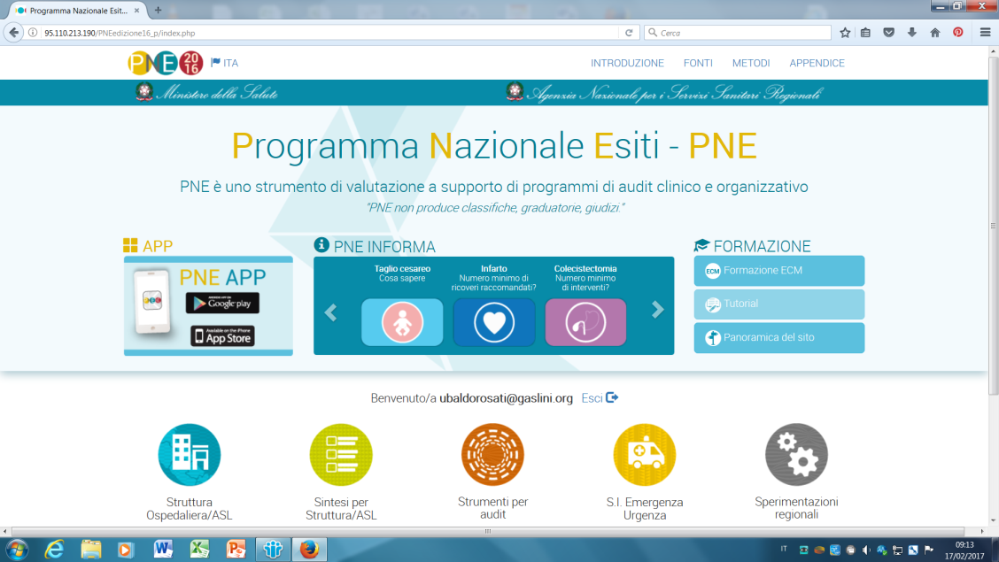 Programma Nazionale Esit...
95.110.213.190/PNEedizione16_p/index.php
Cerca
PNE 2016
ITA
INTRODUZIONE FONTI METODI APPENDICE
Ministero della Salute
Agenzia Nazionale per i Servizi Sanitari Regionali
Programma Nazionale Esiti - PNE
PNE è uno strumento di valutazione a supporto di programmi di audit clinico e organizzativo
"PNE non produce classifiche, graduatorie, giudizi."
APP
PNE APP
ANDROID APP ON
Google play
Available on the iPhone
App Store
PNE INFORMA
Taglio cesareo
Cosa sapere
Infarto
Numero minimo di
ricoveri raccomandati?
Colecistectomia
Numero minimo
di interventi?
FORMAZIONE
ECM Formazione ECM
Tutorial
Panoramica del sito
Benvenuto/a ubaldorosati@gaslini.org Esci
Struttura
Ospedaliera/ASL
Sintesi per
Struttura/ASL
Strumenti per
audit
S.I. Emergenza
Urgenza
Sperimentazioni
regionali
IT
09:13
17/02/2017